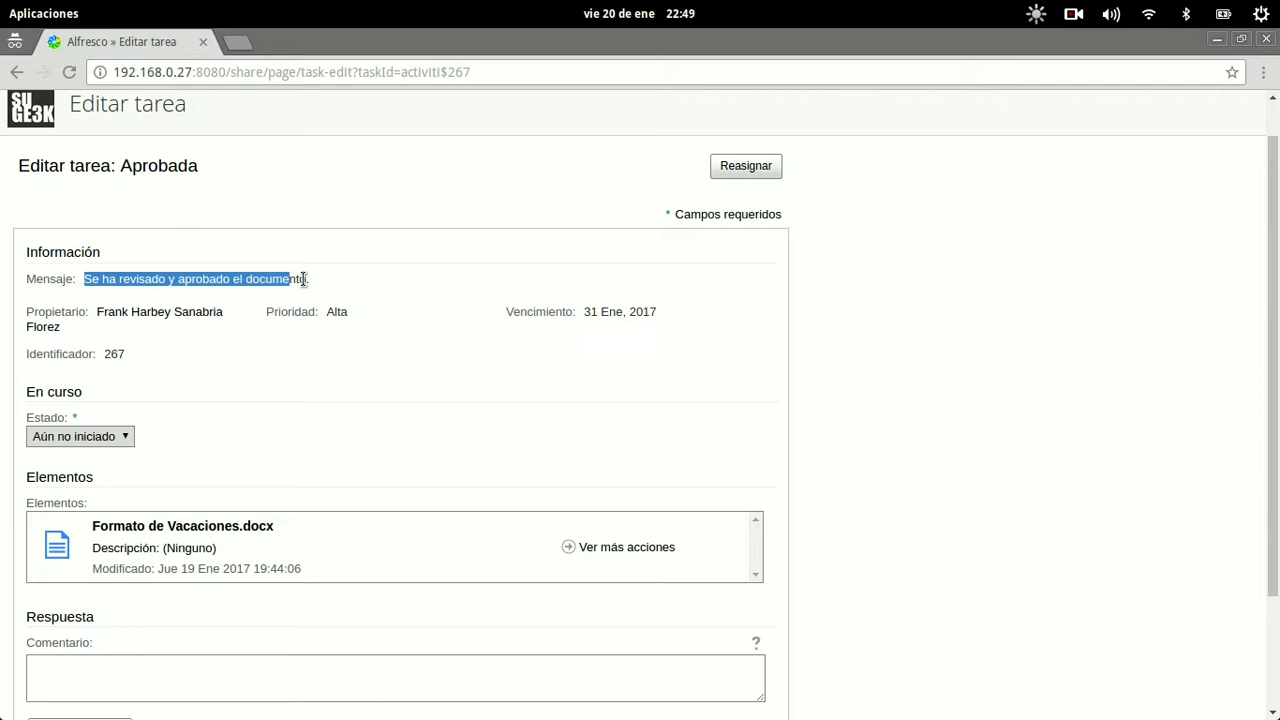 Aplicaciones vie 20 de ene 22:49
Alfresco » Editar tarea
192.168.0.27:8080/share/page/task-edit?taskId=activiti$267
SU GE3K Editar tarea
Editar tarea: Aprobada Reasignar
* Campos requeridos
Información
Mensaje: Se ha revisado y aprobado el documento.
Propietario: Frank Harbey Sanabria Florez Prioridad: Alta Vencimiento: 31 Ene, 2017
Identificador: 267
En curso
Estado: *
Aún no iniciado
Elementos
Elementos:
Formato de Vacaciones.docx
Descripción: (Ninguno) Ver más acciones
Modificado: Jue 19 Ene 2017 19:44:06
Respuesta
Comentario: ?